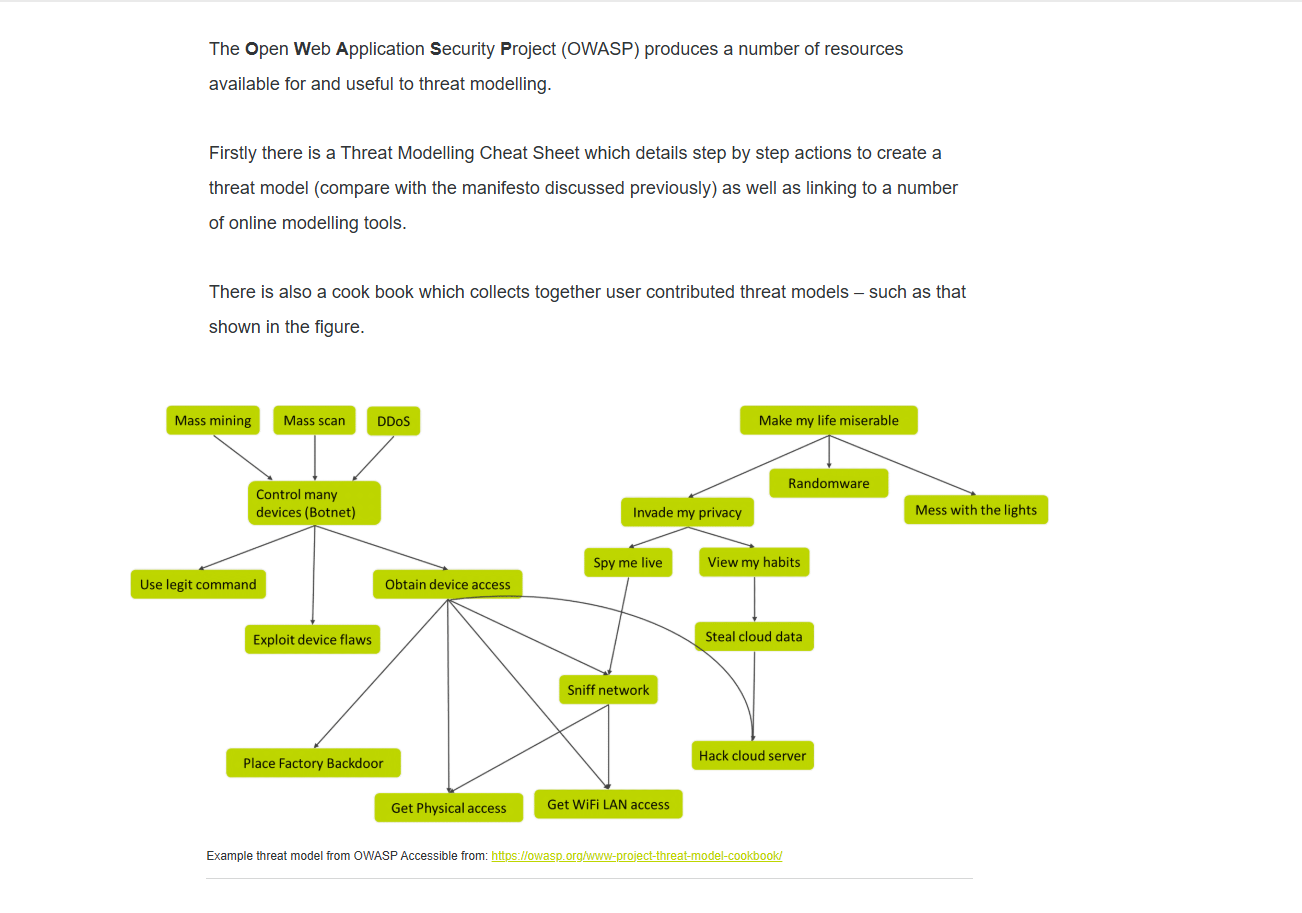 The Open Web Application Security Project (OWASP) produces a number of resources
available for and useful to threat modelling.
Firstly there is a Threat Modelling Cheat Sheet which details step by step actions to create a
threat model (compare with the manifesto discussed previously) as well as linking to a number
of online modelling tools.
There is also a cook book which collects together user contributed threat models – such as that
shown in the figure.
Mass mining
Mass scan
DDoS
Make my life miserable
Control many
devices (Botnet)
Randomware
Invade my privacy
Mess with the lights
Spy me live
View my habits
Use legit command
Obtain device access
Exploit device flaws
Steal cloud data
Sniff network
Place Factory Backdoor
Hack cloud server
Get Physical access
Get WiFi LAN access
Example threat model from OWASP Accessible from: https://owasp.org/www-project-threat-model-cookbook/